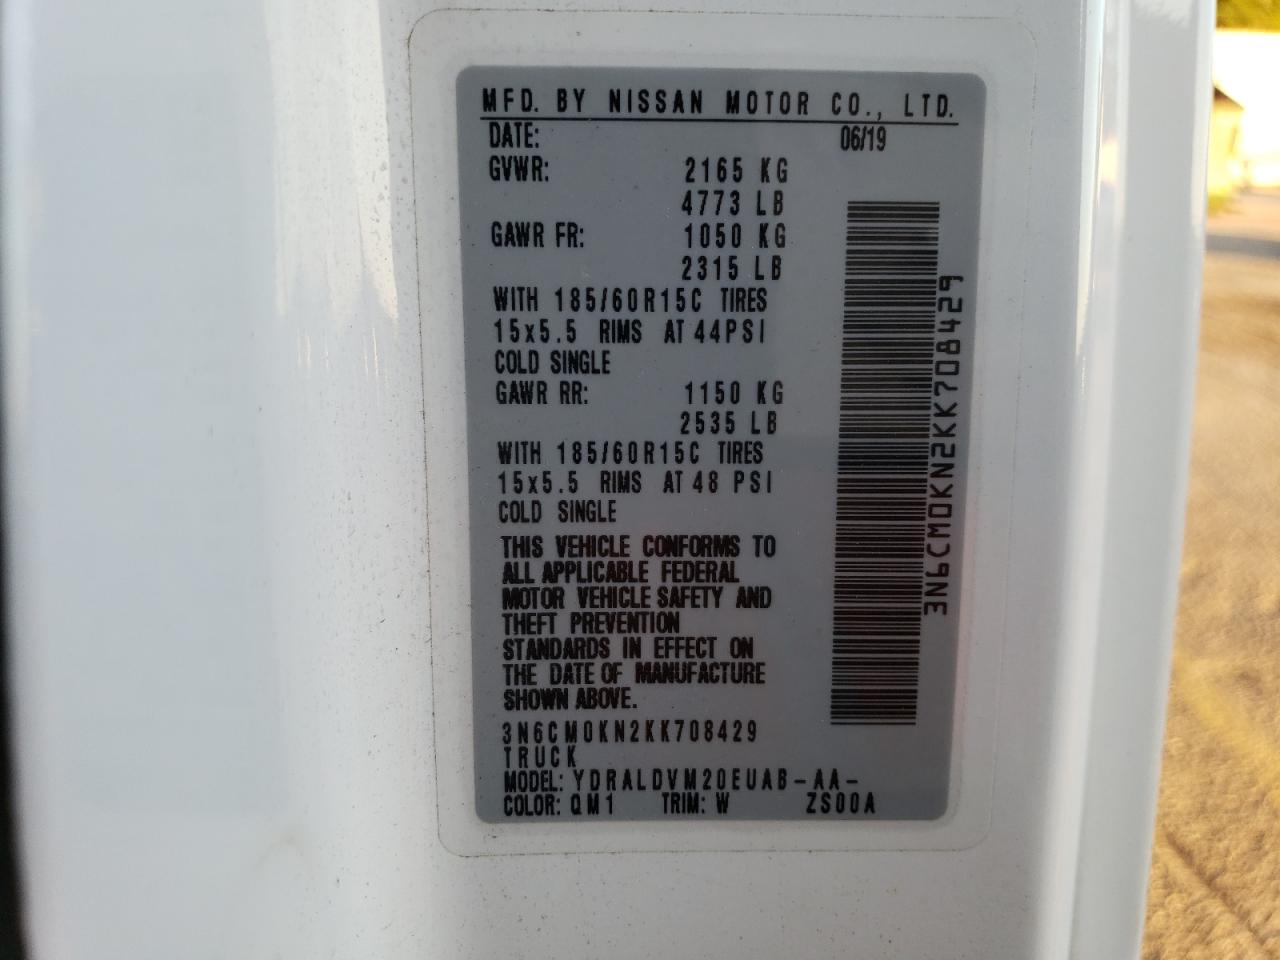 MFD. BY NISSAN MOTOR CO., LTD.
DATE: 06/19
GVWR: 2165 KG
4773 LB
GAWR FR: 1050 KG
2315 LB
WITH 185/60R15C TIRES
15x5.5 RIMS AT 44PSI
COLD SINGLE
GAWR RR: 1150 KG
2535 LB
WITH 185/60R15C TIRES
15x5.5 RIMS AT 48 PSI
COLD SINGLE
THIS VEHICLE CONFORMS TO
ALL APPLICABLE FEDERAL
MOTOR VEHICLE SAFETY AND
THEFT PREVENTION
STANDARDS IN EFFECT ON
THE DATE OF MANUFACTURE
SHOWN ABOVE.
3N6CM0KN2KK708429
TRUCK
MODEL: YDRALDVM20EUAB-AA-
COLOR: QM1 TRIM: W ZS00A
3N6CM0KN2KK708429